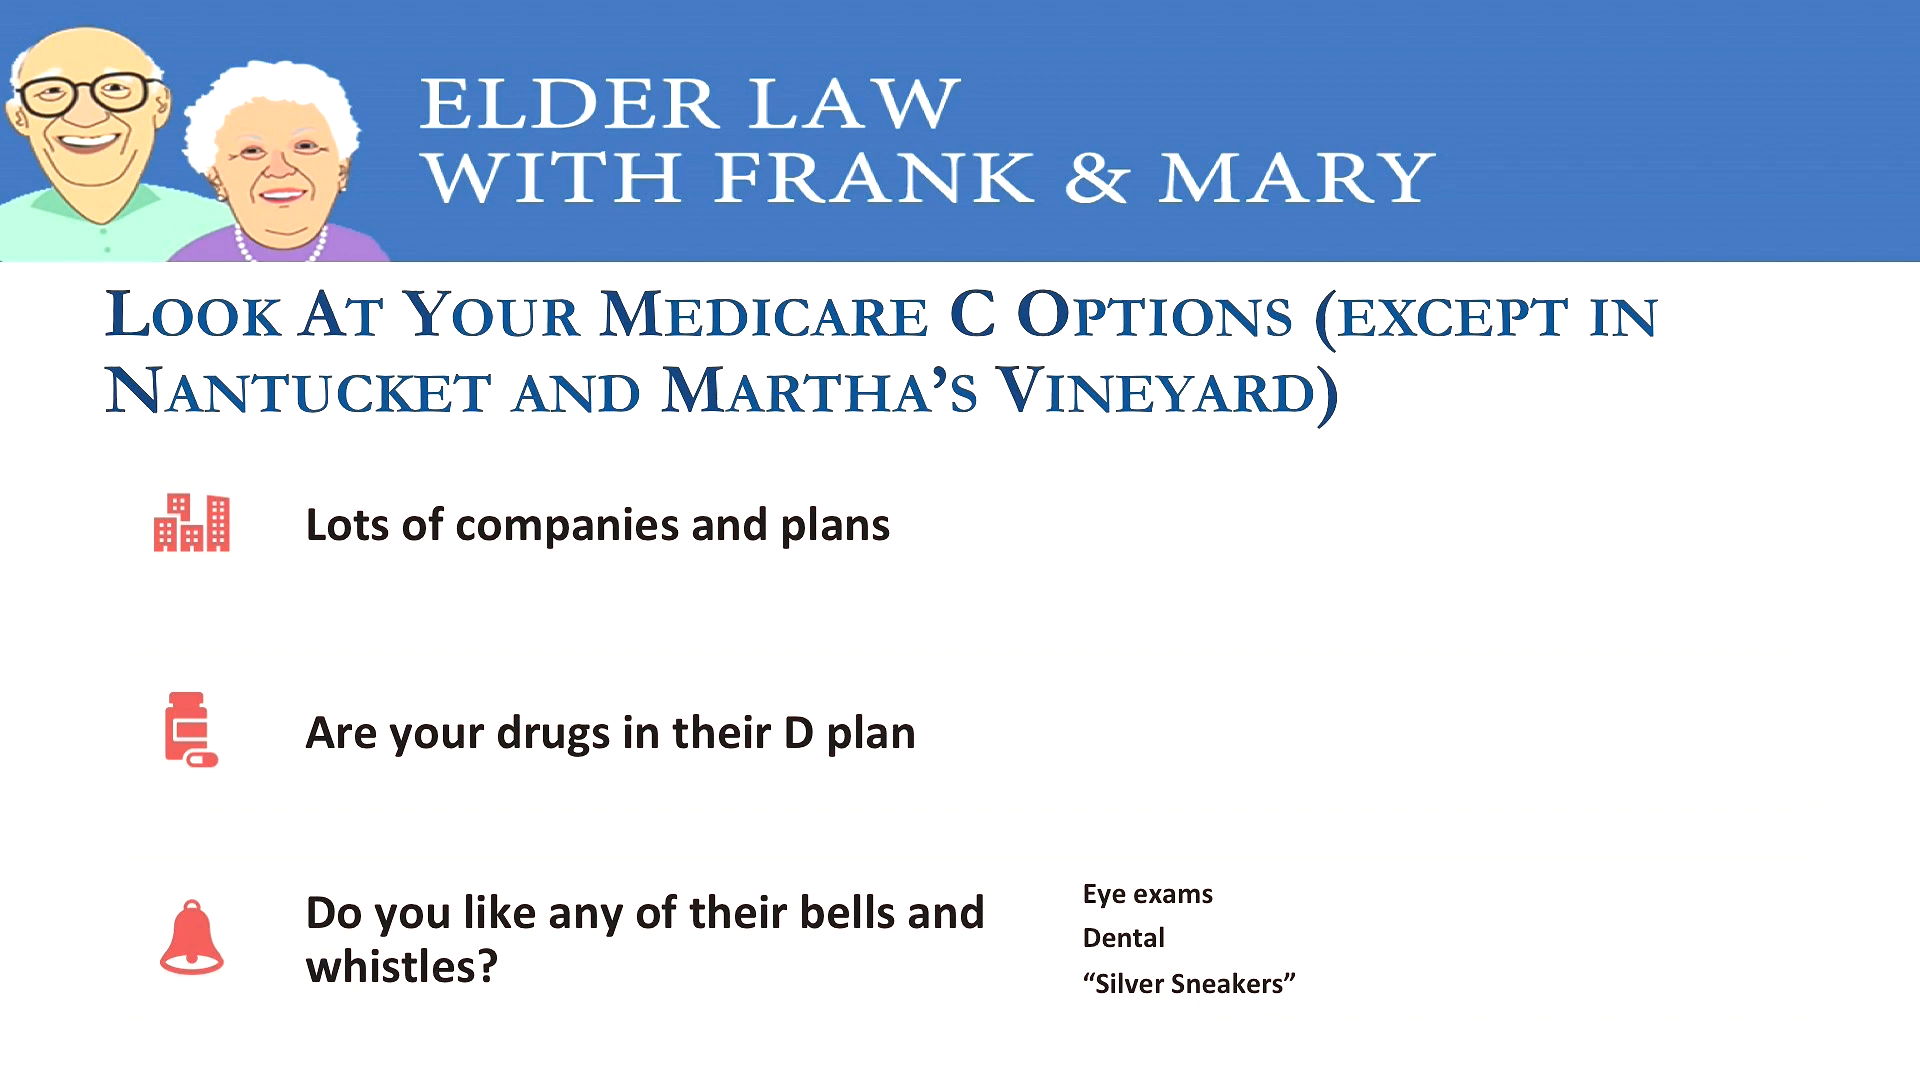 ELDER LAW
WITH FRANK & MARY
LOOK AT YOUR MEDICARE C OPTIONS (EXCEPT IN
NANTUCKET AND MARTHA’S VINEYARD)
Lots of companies and plans
Are your drugs in their D plan
Do you like any of their bells and
whistles?
Eye exams
Dental
“Silver Sneakers”